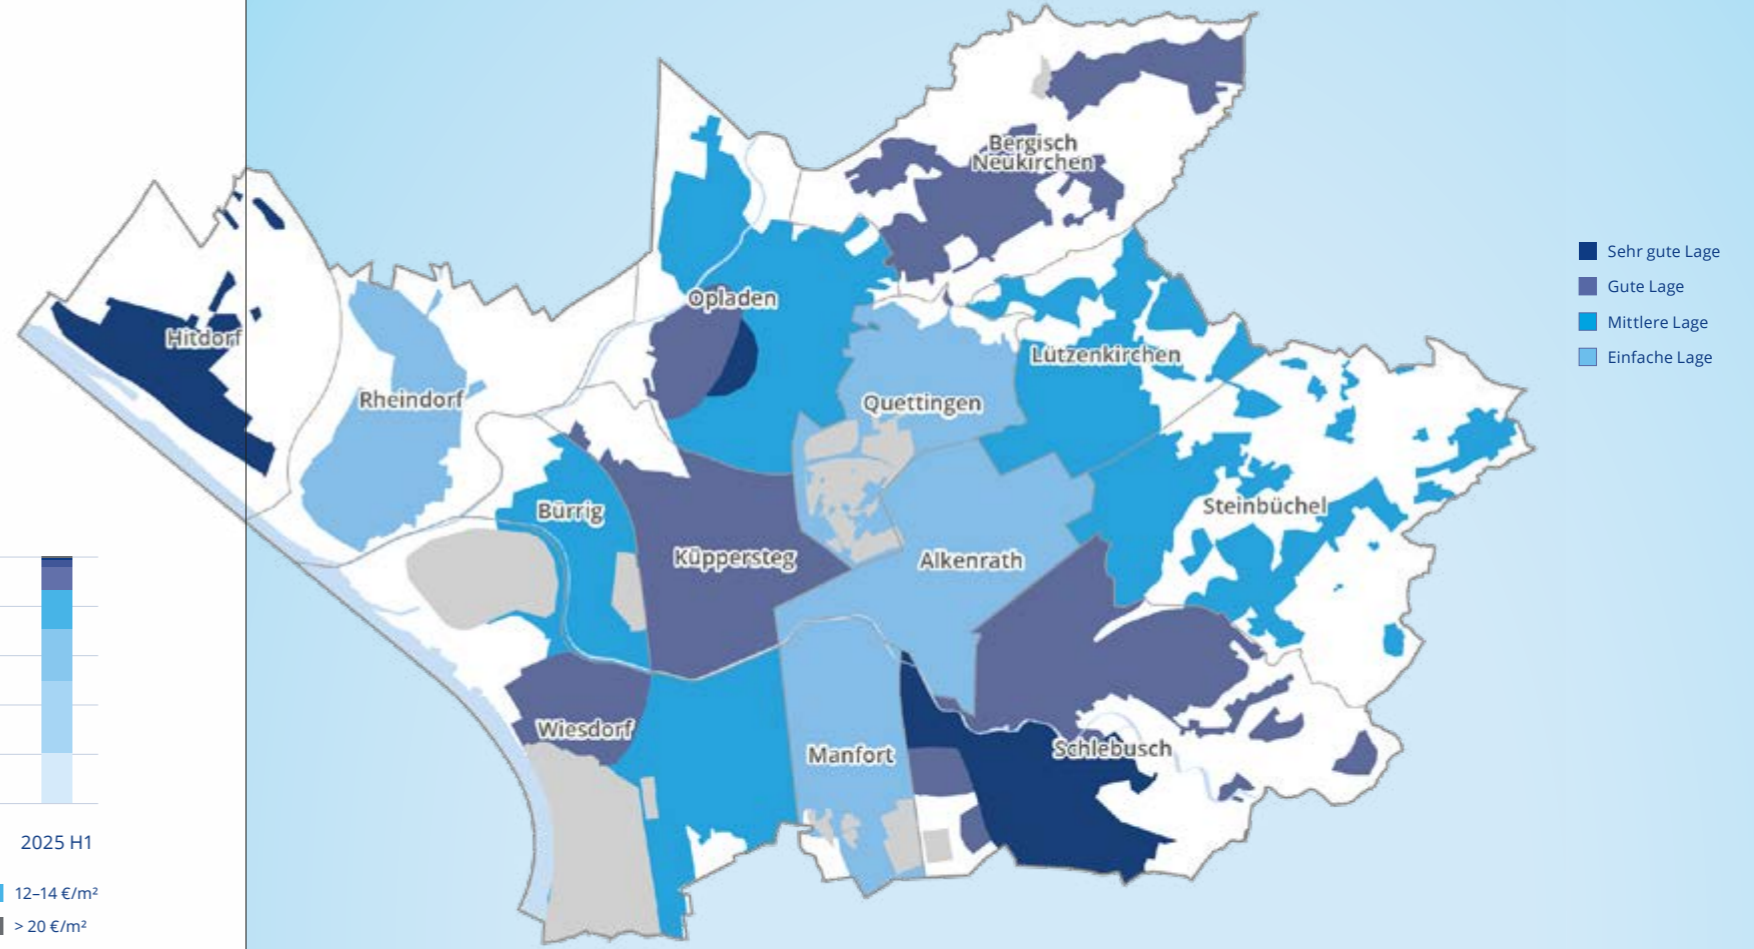 Bergisch
Neukirchen
Opladen
Hitdorf
Lützenkirchen
Rheindorf
Quettingen
Steinbüchel
Bürrig
Küppersteg
Alkenrath
Wiesdorf
Manfort
Schlebusch
Sehr gute Lage
Gute Lage
Mittlere Lage
Einfache Lage
2025 H1
12–14 €/m²
> 20 €/m²